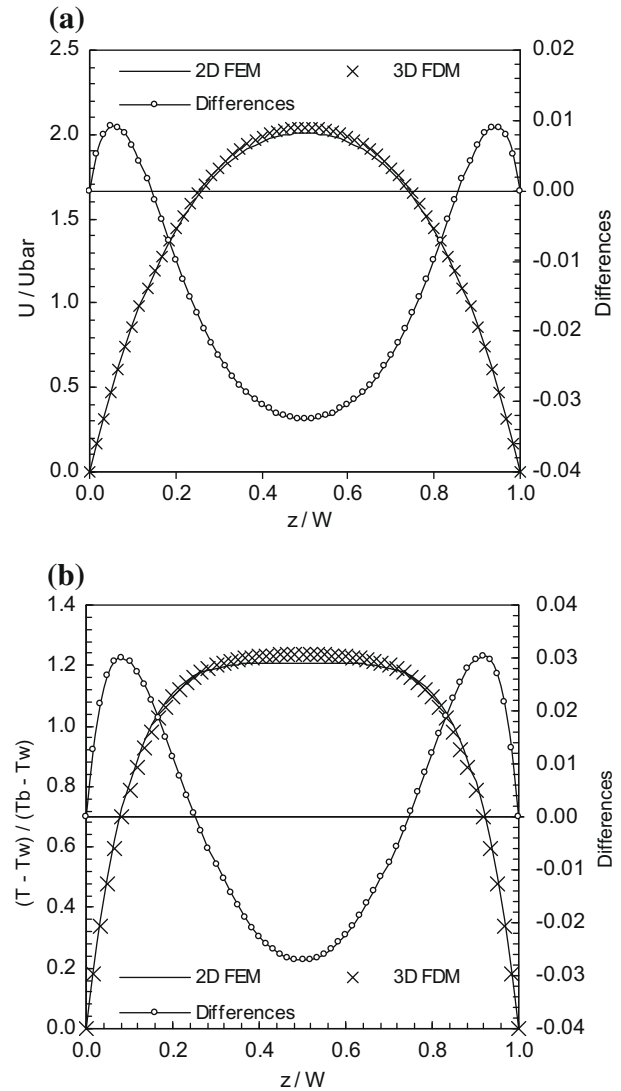 (a)
2.5
2.0
1.5
1.0
0.5
0.0
U / Ubar
0.02
0.01
0.00
-0.01
-0.02
-0.03
-0.04
Differences
2D FEM
3D FDM
Differences
0.0 0.2 0.4 0.6 0.8 1.0
z / W
(b)
1.4
1.2
1.0
0.8
0.6
0.4
0.2
0.0
(T - Tw) / (Tb - Tw)
0.04
0.03
0.02
0.01
0.00
-0.01
-0.02
-0.03
-0.04
Differences
2D FEM
3D FDM
Differences
0.0 0.2 0.4 0.6 0.8 1.0
z / W